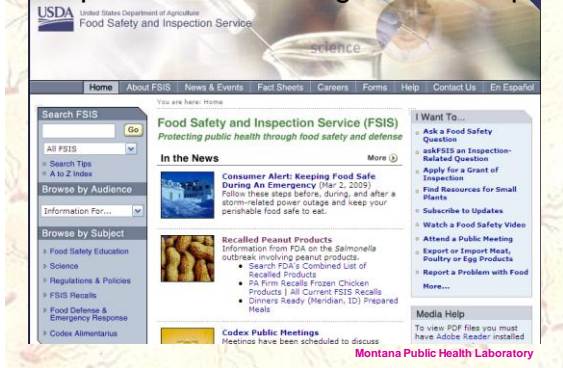 USDA
United States Department of Agriculture
Food Safety and Inspection Service
science
Home About FSIS News & Events Fact Sheets Careers Forms Help Contact Us En Español
You are here: Home
Search FSIS
Go
All FSIS
Search Tips
A to Z Index
Browse by Audience
Information For...
Browse by Subject
Food Safety Education
Science
Regulations & Policies
FSIS Recalls
Food Defense &
Emergency Response
Codex Alimentarius
Food Safety and Inspection Service (FSIS)
Protecting public health through food safety and defense
In the News
More
Consumer Alert: Keeping Food Safe
During An Emergency (Mar 2, 2009)
Follow these steps before, during, and after a
storm-related power outage and keep your
perishable food safe to eat.
Recalled Peanut Products
Information from FDA on the Salmonella
outbreak involving peanut products.
• Search FDA's Combined List of
Recalled Products
• PA Firm Recalls Frozen Chicken
Products | All Current FSIS Recalls
• Dinners Ready (Meridian, ID) Prepared
Meals
Codex Public Meetings
Meetings have been scheduled to discuss
I Want To...
Ask a Food Safety
Question
askFSIS an Inspection-
Related Question
Apply for a Grant of
Inspection
Find Resources for Small
Plants
Subscribe to Updates
Watch a Food Safety Video
Attend a Public Meeting
Export or Import Meat,
Poultry or Egg Products
Report a Problem with Food
More...
Media Help
To view PDF files you must
have Adobe Reader installed
Montana Public Health Laboratory